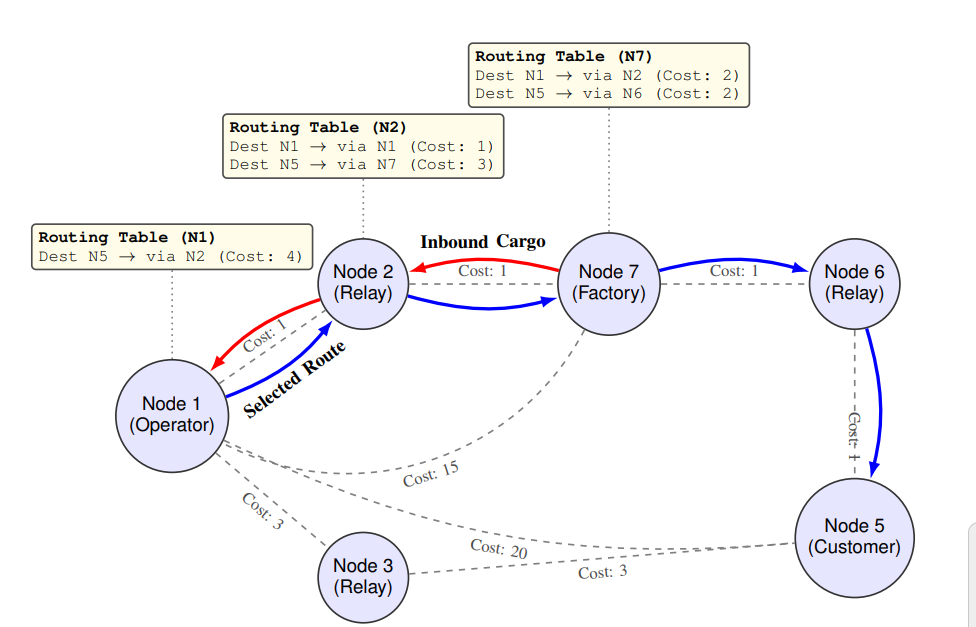 Routing Table (N7)
Dest N1 → via N2 (Cost: 2)
Dest N5 → via N6 (Cost: 2)
Routing Table (N2)
Dest N1 → via N1 (Cost: 1)
Dest N5 → via N7 (Cost: 3)
Routing Table (N1)
Dest N5 → via N2 (Cost: 4)
Inbound Cargo
Node 2
(Relay)
Cost: 1
Node 7
(Factory)
Cost: 1
Node 6
(Relay)
Cost: 1
Selected Route
Node 1
(Operator)
Cost: 1
Cost: 15
Cost: 3
Cost: 20
Node 5
(Customer)
Node 3
(Relay)
Cost: 3